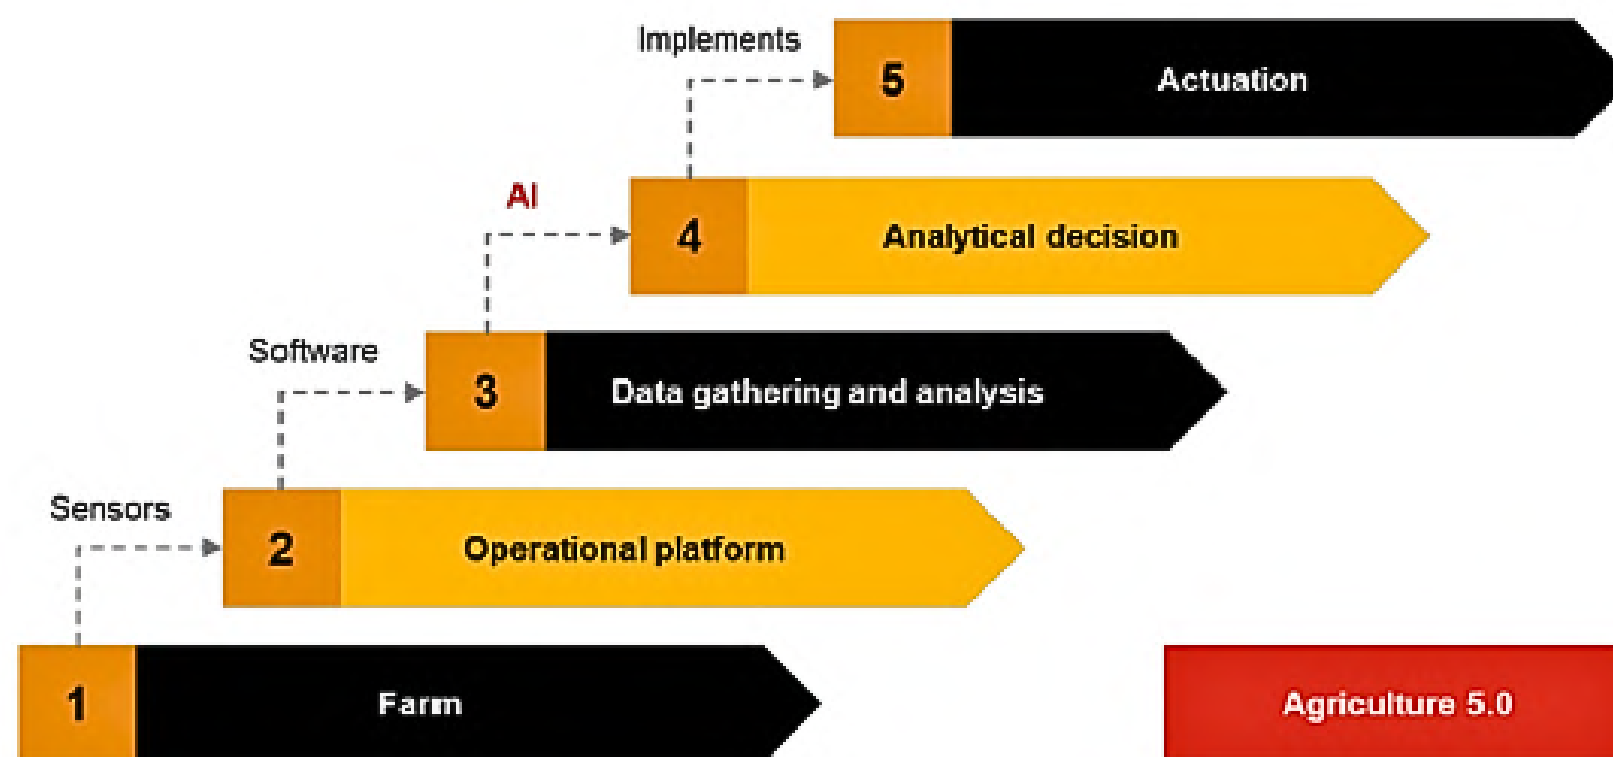 Implements
5 Actuation
AI
4 Analytical decision
Software
3 Data gathering and analysis
Sensors
2 Operational platform
1 Farm
Agriculture 5.0